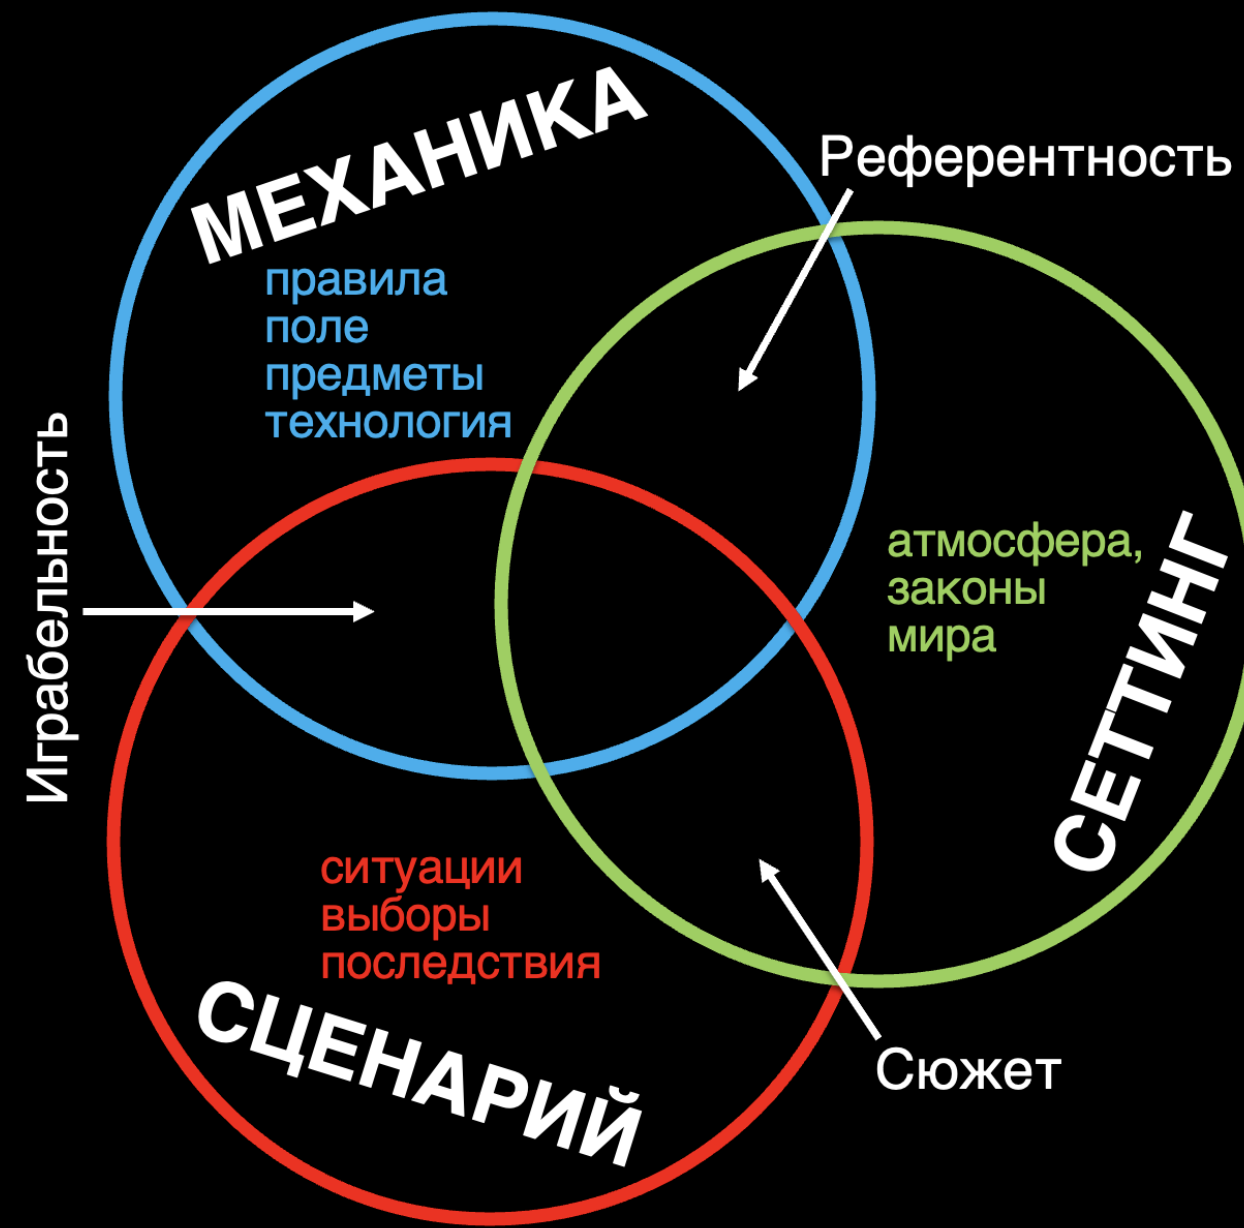 МЕХАНИКА
правила
поле
предметы
технология
Референтность
Играбельность
атмосфера,
законы
мира
СЕТТИНГ
ситуации
выборы
последствия
СЦЕНАРИЙ
Сюжет